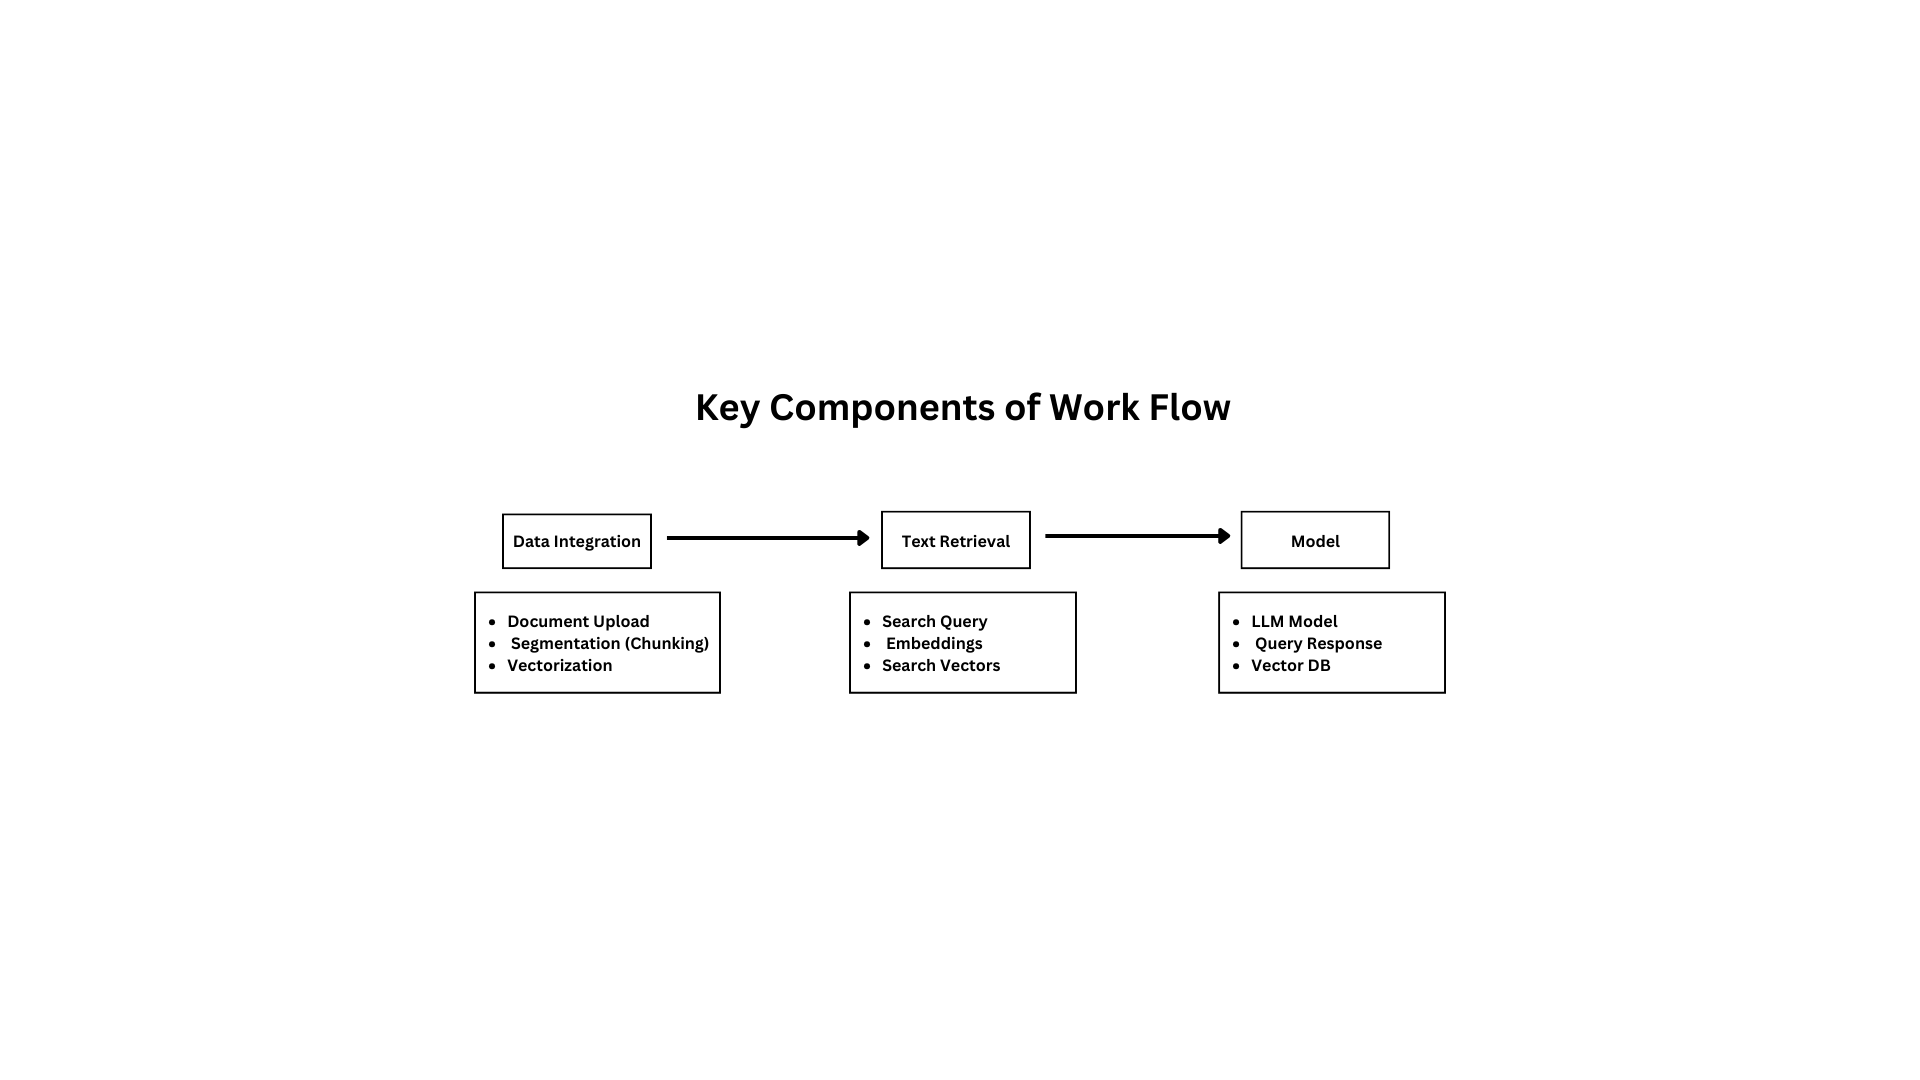 Key Components of Work Flow
Data Integration
Text Retrieval
Model
• Document Upload
• Segmentation (Chunking)
• Vectorization
• Search Query
• Embeddings
• Search Vectors
• LLM Model
• Query Response
• Vector DB